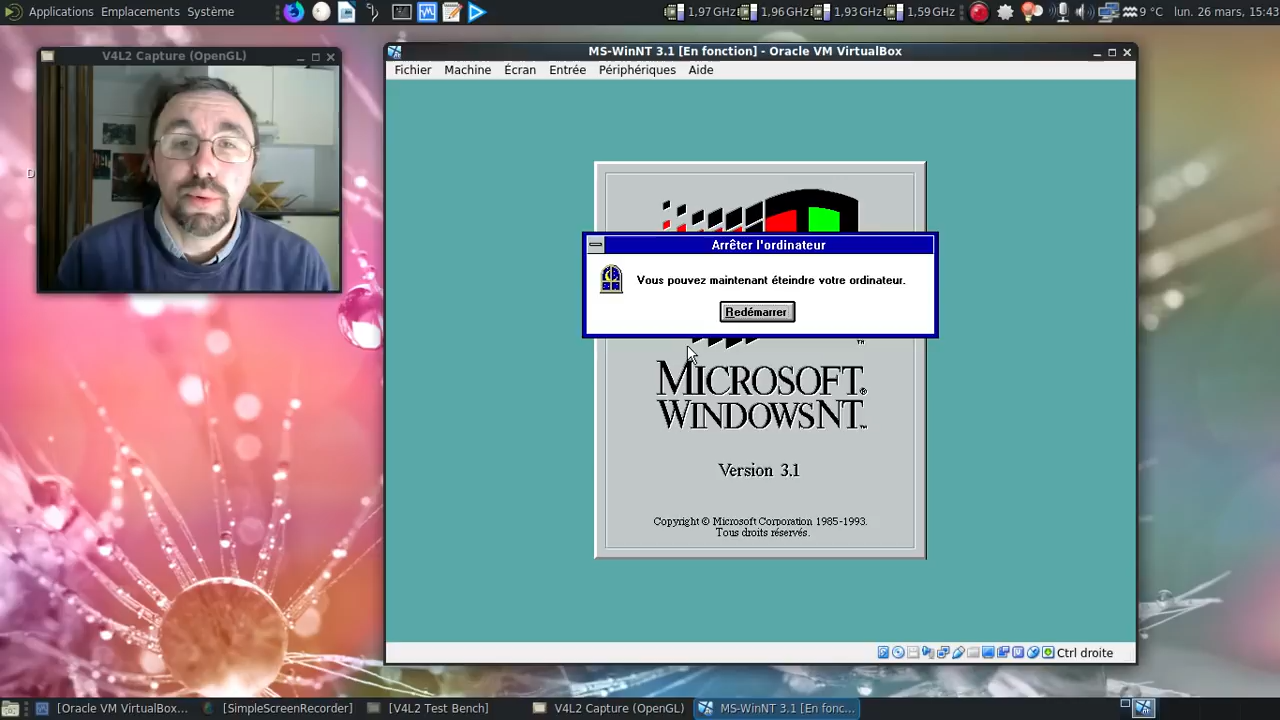 Applications Emplacements Système
1,97 GHz 1,96 GHz 1,93 GHz 1,59 GHz 9 °C lun. 26 mars, 15:43
V4L2 Capture (OpenGL)
MS-WinNT 3.1 [En fonction] - Oracle VM VirtualBox
Fichier Machine Écran Entrée Périphériques Aide
D
Arrêter l'ordinateur
Vous pouvez maintenant éteindre votre ordinateur.
Redémarrer
TM
MICROSOFT®
WINDOWS NT™
Version 3.1
Copyright © Microsoft Corporation 1985-1993.
Tous droits réservés.
Ctrl droite
[Oracle VM VirtualBox... [SimpleScreenRecorder] [V4L2 Test Bench] V4L2 Capture (OpenGL) MS-WinNT 3.1 [En fonc...